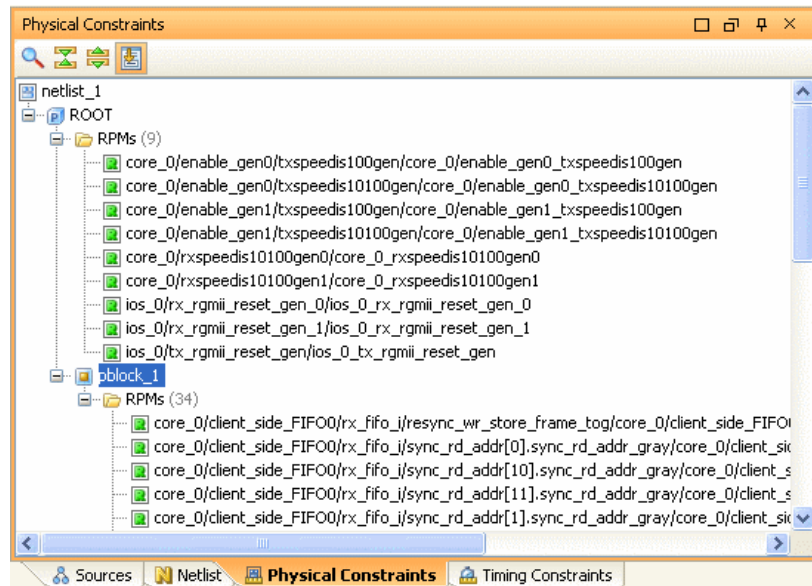 Physical Constraints
netlist_1
ROOT
RPMs (9)
core_0/enable_gen0/txspeedis100gen/core_0/enable_gen0_txspeedis100gen
core_0/enable_gen0/txspeedis10100gen/core_0/enable_gen0_txspeedis10100gen
core_0/enable_gen1/txspeedis100gen/core_0/enable_gen1_txspeedis100gen
core_0/enable_gen1/txspeedis10100gen/core_0/enable_gen1_txspeedis10100gen
core_0/rxspeedis10100gen0/core_0_rxspeedis10100gen0
core_0/rxspeedis10100gen1/core_0_rxspeedis10100gen1
ios_0/rx_rgmii_reset_gen_0/ios_0_rx_rgmii_reset_gen_0
ios_0/rx_rgmii_reset_gen_1/ios_0_rx_rgmii_reset_gen_1
ios_0/tx_rgmii_reset_gen/ios_0_tx_rgmii_reset_gen
pblock_1
RPMs (34)
core_0/client_side_FIFO0/rx_fifo_i/resync_wr_store_frame_tog/core_0/client_side_FIFO
core_0/client_side_FIFO0/rx_fifo_i/sync_rd_addr[0].sync_rd_addr_gray/core_0/client_si
core_0/client_side_FIFO0/rx_fifo_i/sync_rd_addr[10].sync_rd_addr_gray/core_0/client_s
core_0/client_side_FIFO0/rx_fifo_i/sync_rd_addr[11].sync_rd_addr_gray/core_0/client_s
core_0/client_side_FIFO0/rx_fifo_i/sync_rd_addr[1].sync_rd_addr_gray/core_0/client_si
Sources Netlist Physical Constraints Timing Constraints